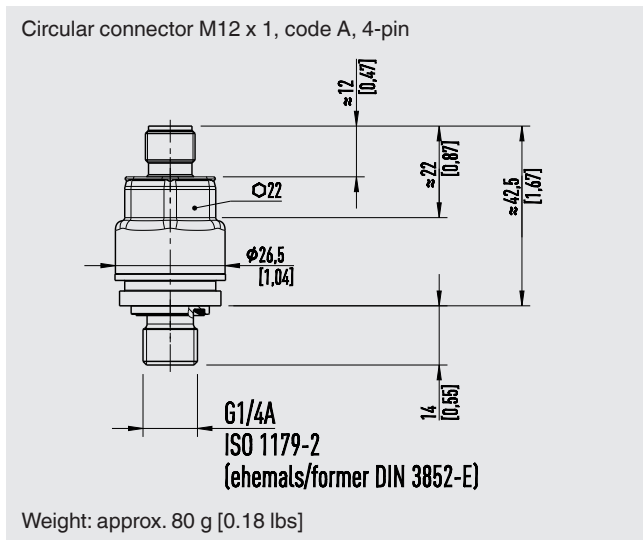 Circular connector M12 x 1, code A, 4-pin
≈12
[0,47]
≈22
[0,87]
≈42,5
[1,67]
⬡22
⌀26,5
[1,04]
14
[0,55]
G1/4A
ISO 1179-2
(ehemals/former DIN 3852-E)
Weight: approx. 80 g [0.18 lbs]